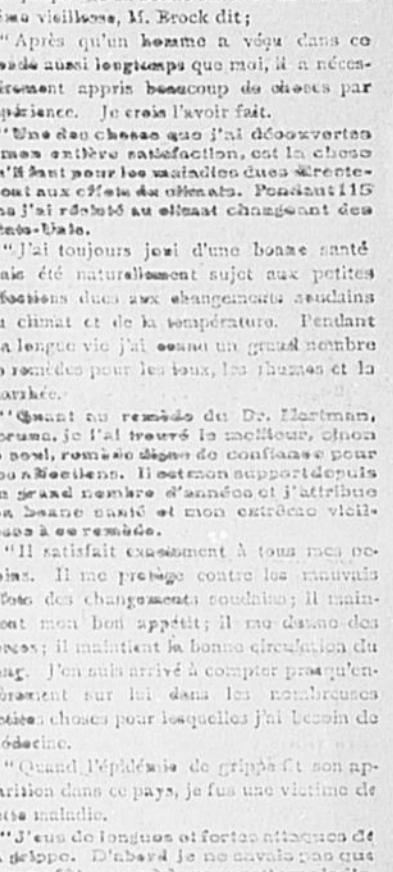 vieillesse, M. Brock dit ;
“Après qu'un homme a vécu dans ce
aussi longtemps que moi, il a néces-
appris beaucoup de choses par
Je crois l'avoir fait.
“Une des choses que j'ai découvertes
mon entière satisfaction, est la chose
qu'il faut pour les maladies dues directe-
aux effets du climats. Pendant 115
j'ai résisté au climat changeant des

“J'ai toujours joui d'une bonne santé
été naturellement sujet aux petites
dues aux changements soudains
climat et de la température. Pendant
longue vie j'ai connu un grand nombre
remèdes pour les toux, les rhumes et la

“Quant au remède du Dr. Hartman,
je l'ai trouvé le meilleur, sinon
seul, remède digne de confiance pour
Il est mon support depuis
grand nombre d'années et j'attribue
bonne santé et mon extrême vieil-
à ce remède.
“Il satisfait exactement à tous mes be-
Il me protège contre les mauvais
des changements soudains; il main-
mon bon appétit; il me donne des
il maintient la bonne circulation du
J'en suis arrivé à compter presqu'en-
sur lui dans les nombreuses
choses pour lesquelles j'ai besoin de

“Quand l'épidémie de grippe fit son ap-
dans ce pays, je fus une victime de
maladie.
“J'eus de longues et fortes attaques de
grippe. D'abord je ne savais pas que